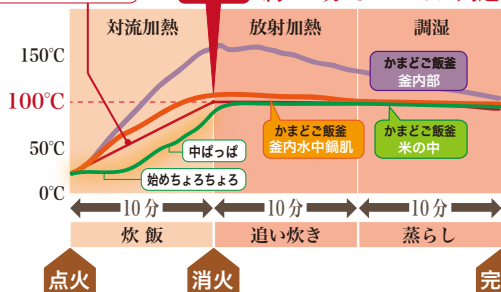 対流加熱
放射加熱
調湿
150℃
100℃
50℃
0℃
かまどご飯釜
釜内部
かまどご飯釜
釜内水中鍋肌
かまどご飯釜
米の中
中ぱっぱ
始めちょろちょろ
10分
10分
10分
炊飯
追い炊き
蒸らし
点火
消火
完